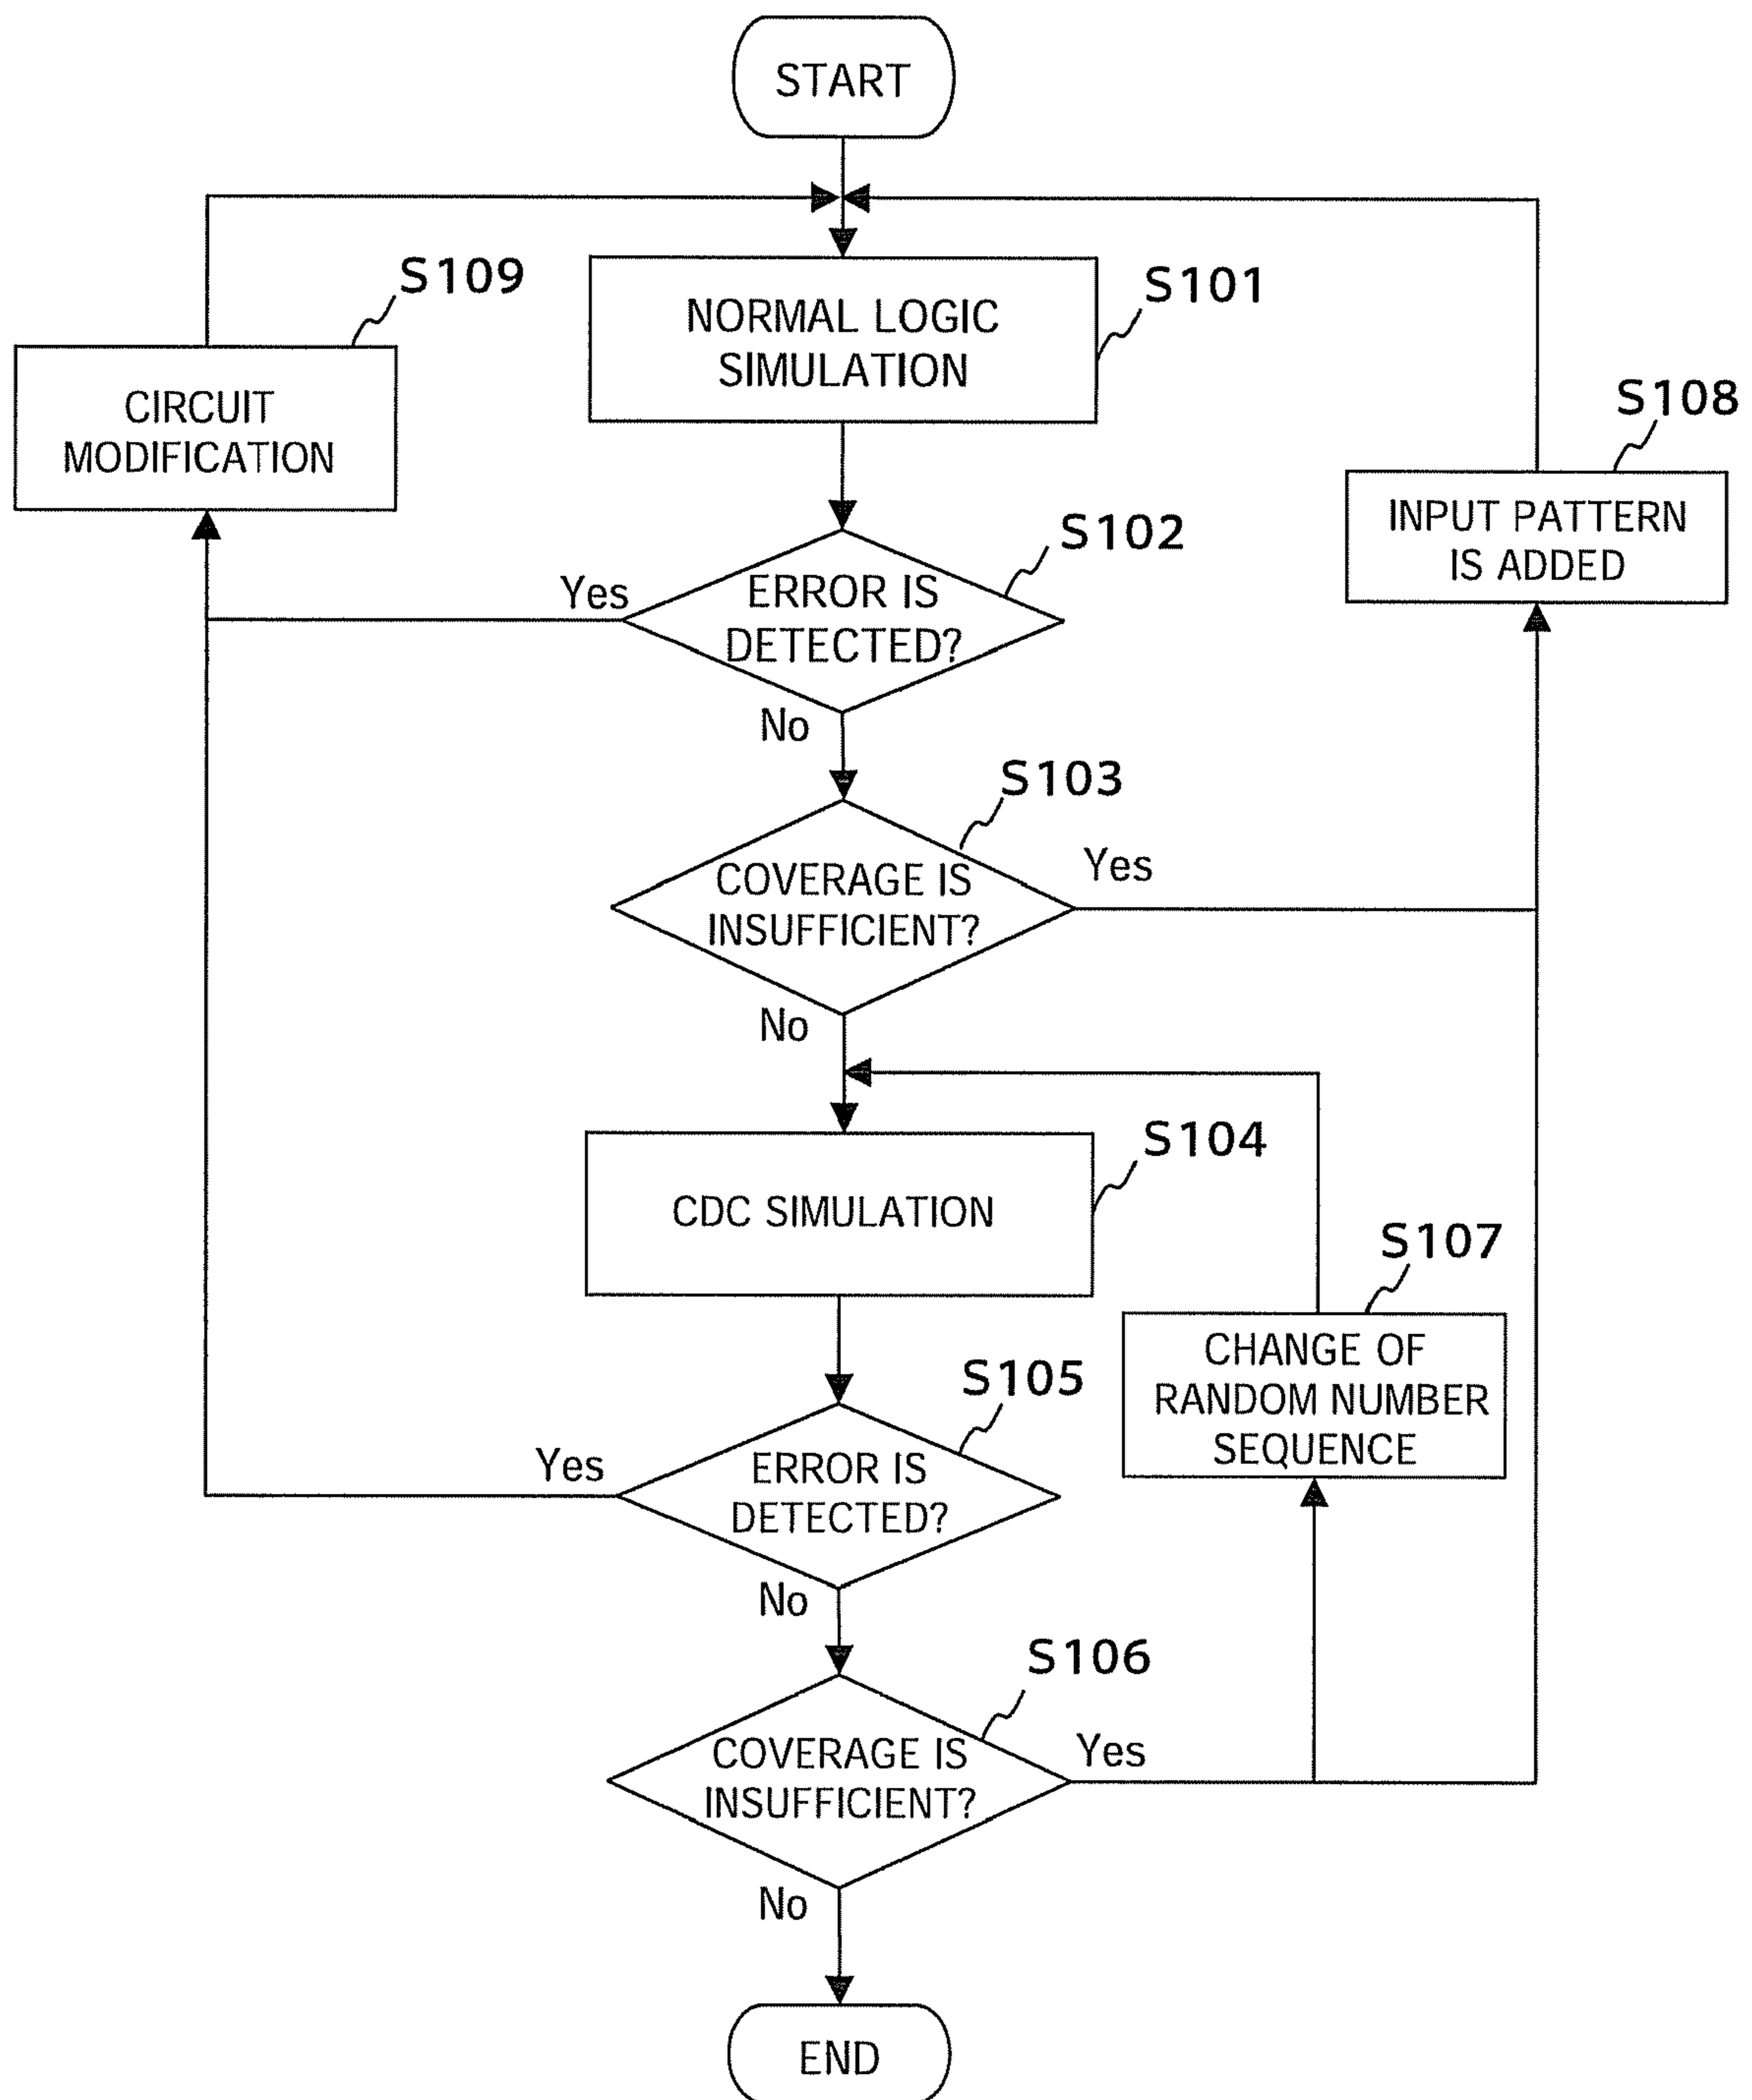 START
S109
S101
NORMAL LOGIC
SIMULATION
CIRCUIT
MODIFICATION
S108
INPUT PATTERN
IS ADDED
S102
Yes
ERROR IS
DETECTED?
No
S103
COVERAGE IS
INSUFFICIENT?
Yes
No
S104
CDC SIMULATION
S107
CHANGE OF
RANDOM NUMBER
SEQUENCE
S105
Yes
ERROR IS
DETECTED?
No
S106
COVERAGE IS
INSUFFICIENT?
Yes
No
END